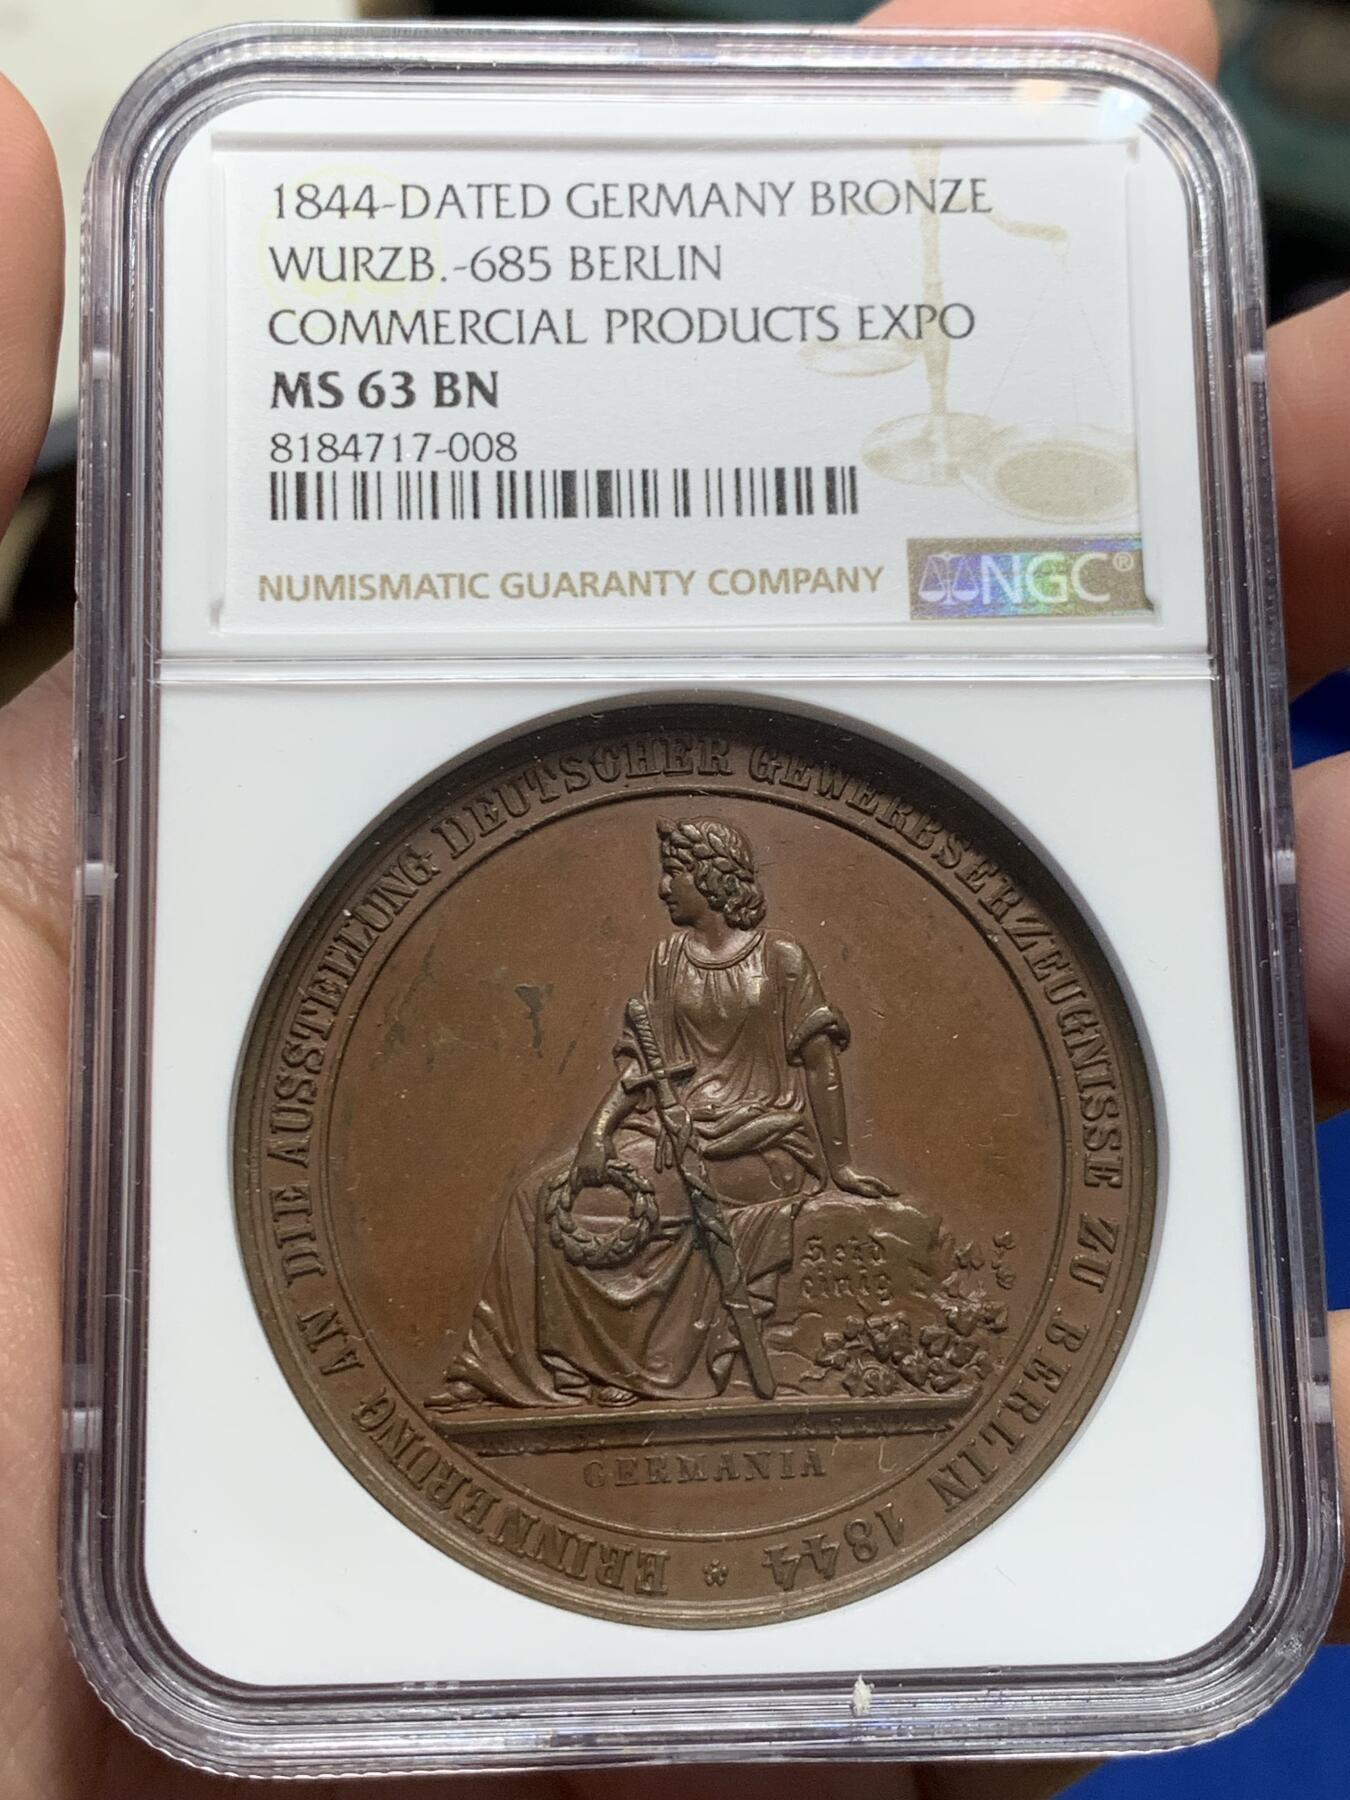 1844-DATED GERMANY BRONZE
WURZB.-685 BERLIN
COMMERCIAL PRODUCTS EXPO
MS 63 BN
8184717-008
NUMISMATIC GUARANTY COMPANY
NGC®
ERINNERUNG AN DIE AUSSTELLUNG DEUTSCHER GEWERBSERZEUGNISSE ZU BERLIN 1844
Seid
einig
GERMANIA